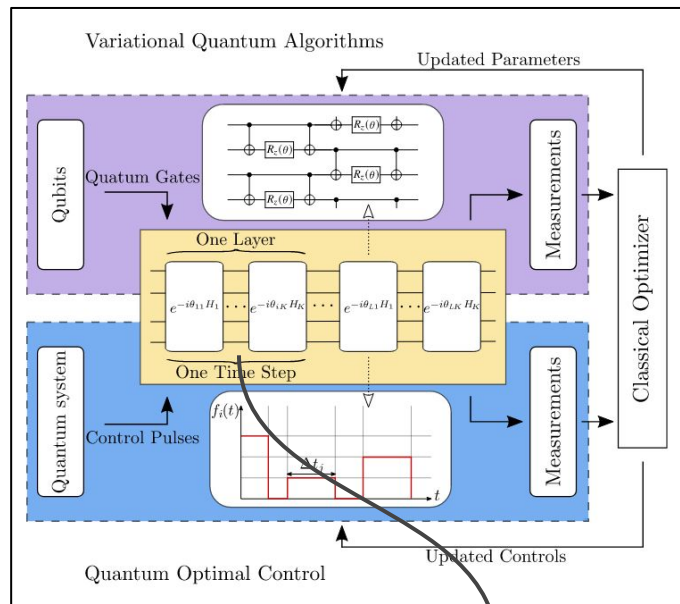 Variational Quantum Algorithms
Updated Parameters
Qubits
Quatum Gates
R_z(θ)
R_z(θ)
R_z(θ)
R_z(θ)
Measurements
One Layer
e^{-iθ_{11}H_1} ··· e^{-iθ_{iK}H_K} ··· e^{-iθ_{L1}H_1} ··· e^{-iθ_{LK}H_K}
One Time Step
Classical Optimizer
Quantum system
Control Pulses
f_i(t)
Δt_j
t
Measurements
Updated Controls
Quantum Optimal Control